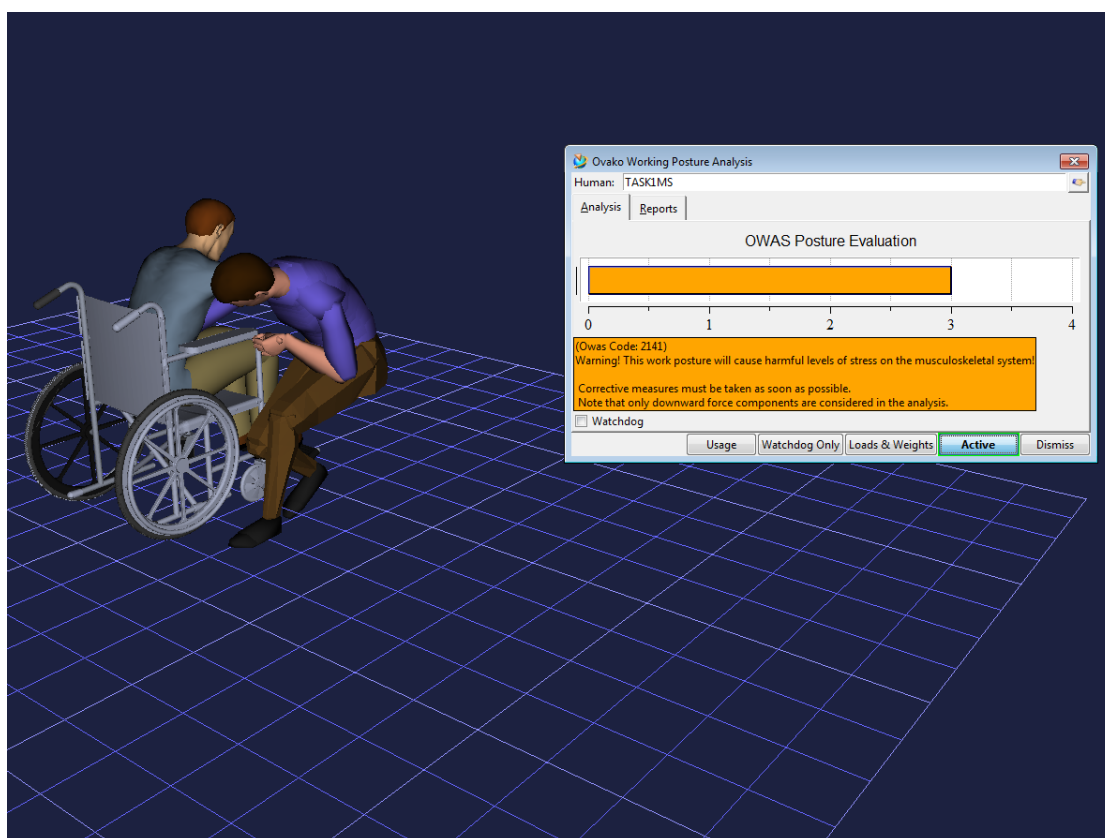 Ovako Working Posture Analysis
Human: TASK1MS
Analysis Reports
OWAS Posture Evaluation
0 1 2 3 4
(Owas Code: 2141)
Warning! This work posture will cause harmful levels of stress on the musculoskeletal system!
Corrective measures must be taken as soon as possible.
Note that only downward force components are considered in the analysis.
Watchdog
Usage Watchdog Only Loads & Weights Active Dismiss